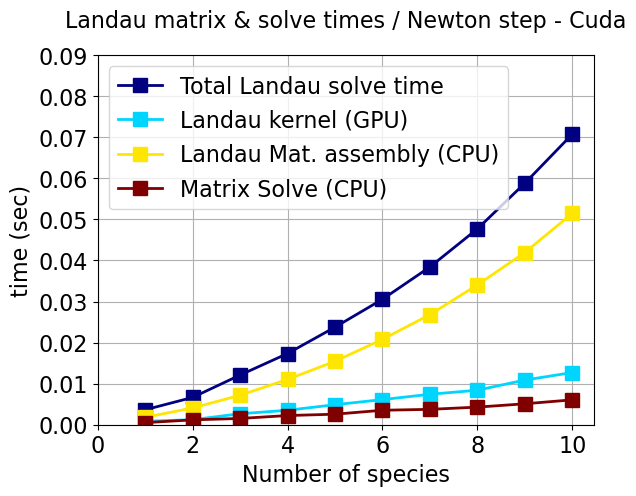 Landau matrix & solve times / Newton step - Cuda
0.09
0.08
0.07
0.06
0.05
0.04
0.03
0.02
0.01
0.00
time (sec)
Total Landau solve time
Landau kernel (GPU)
Landau Mat. assembly (CPU)
Matrix Solve (CPU)
0 2 4 6 8 10
Number of species